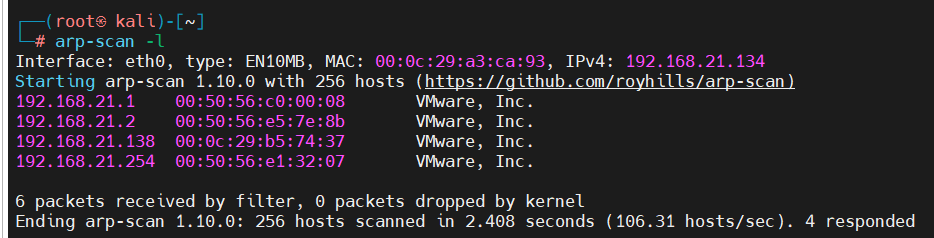 ┌──(root㉿ kali)-[~]
└─# arp-scan -l
Interface: eth0, type: EN10MB, MAC: 00:0c:29:a3:ca:93, IPv4: 192.168.21.134
Starting arp-scan 1.10.0 with 256 hosts (https://github.com/royhills/arp-scan)
192.168.21.1    00:50:56:c0:00:08       VMware, Inc.
192.168.21.2    00:50:56:e5:7e:8b       VMware, Inc.
192.168.21.138  00:0c:29:b5:74:37       VMware, Inc.
192.168.21.254  00:50:56:e1:32:07       VMware, Inc.
6 packets received by filter, 0 packets dropped by kernel
Ending arp-scan 1.10.0: 256 hosts scanned in 2.408 seconds (106.31 hosts/sec). 4 responded